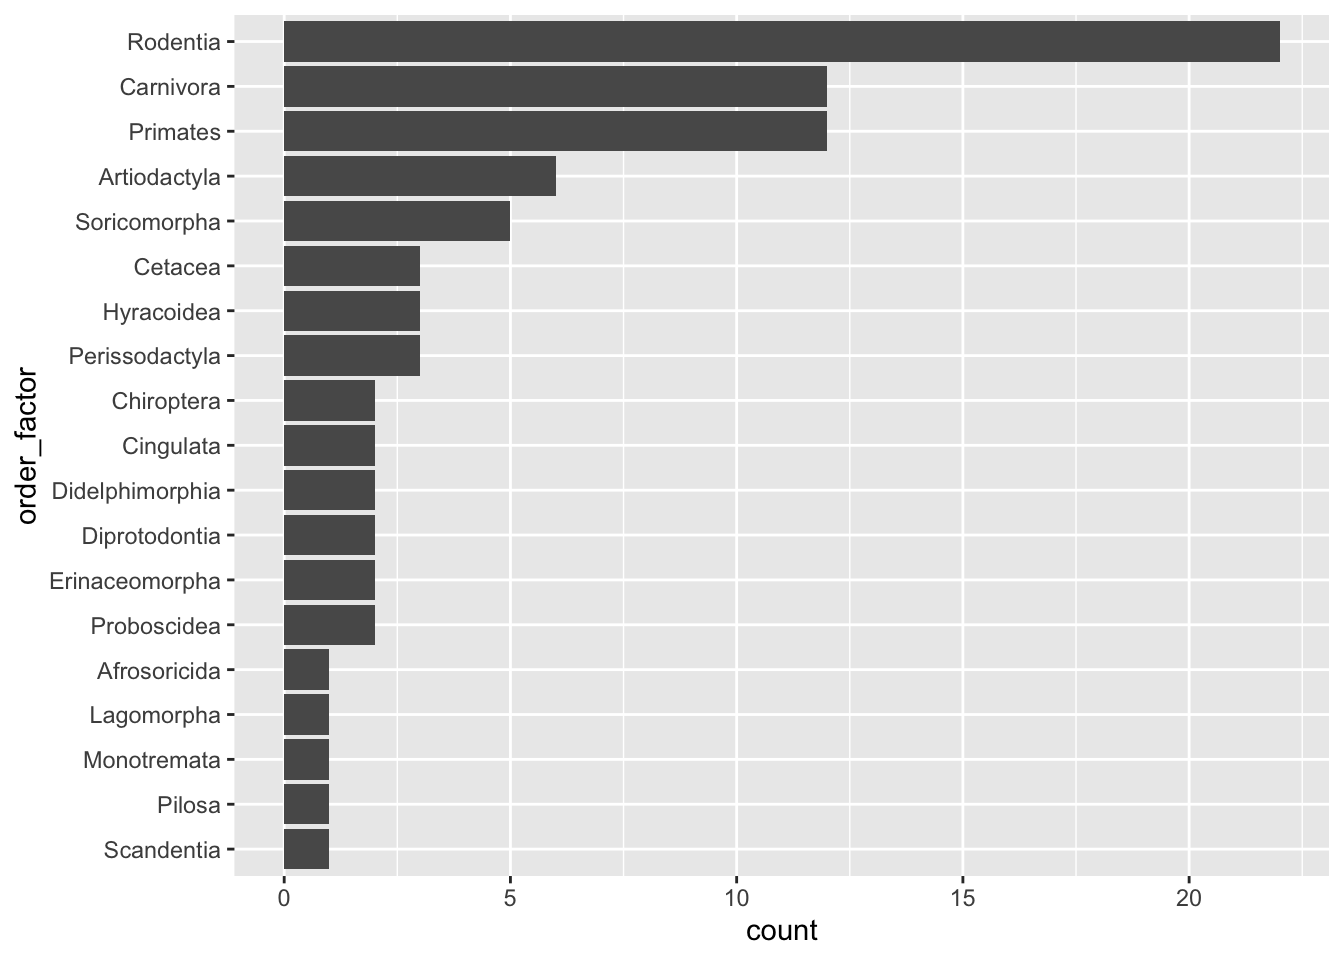 Rodentia
Carnivora
Primates
Artiodactyla
Soricomorpha
Cetacea
Hyracoidea
Perissodactyla
Chiroptera
Cingulata
Didelphimorphia
Diprotodontia
Erinaceomorpha
Proboscidea
Afrosoricida
Lagomorpha
Monotremata
Pilosa
Scandentia
order_factor
0 5 10 15 20
count